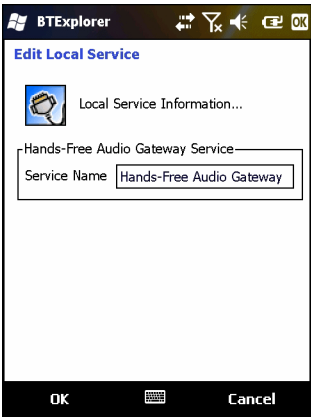 BTExplorer OK
Edit Local Service
Local Service Information...
Hands-Free Audio Gateway Service
Service Name Hands-Free Audio Gateway
OK Cancel